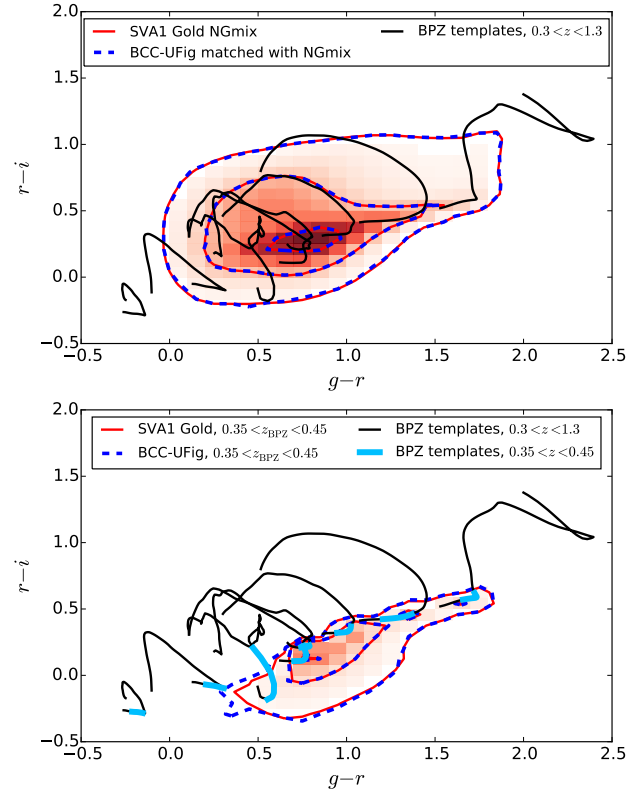 2.0
SVA1 Gold NGmix
BCC-UFig matched with NGmix
BPZ templates, 0.3 < z < 1.3
1.5
1.0
r−i
0.5
0.0
−0.5
−0.5 0.0 0.5 1.0 1.5 2.0 2.5
g−r
2.0
SVA1 Gold, 0.35 < z_BPZ < 0.45
BCC-UFig, 0.35 < z_BPZ < 0.45
BPZ templates, 0.3 < z < 1.3
BPZ templates, 0.35 < z < 0.45
1.5
1.0
r−i
0.5
0.0
−0.5
−0.5 0.0 0.5 1.0 1.5 2.0 2.5
g−r